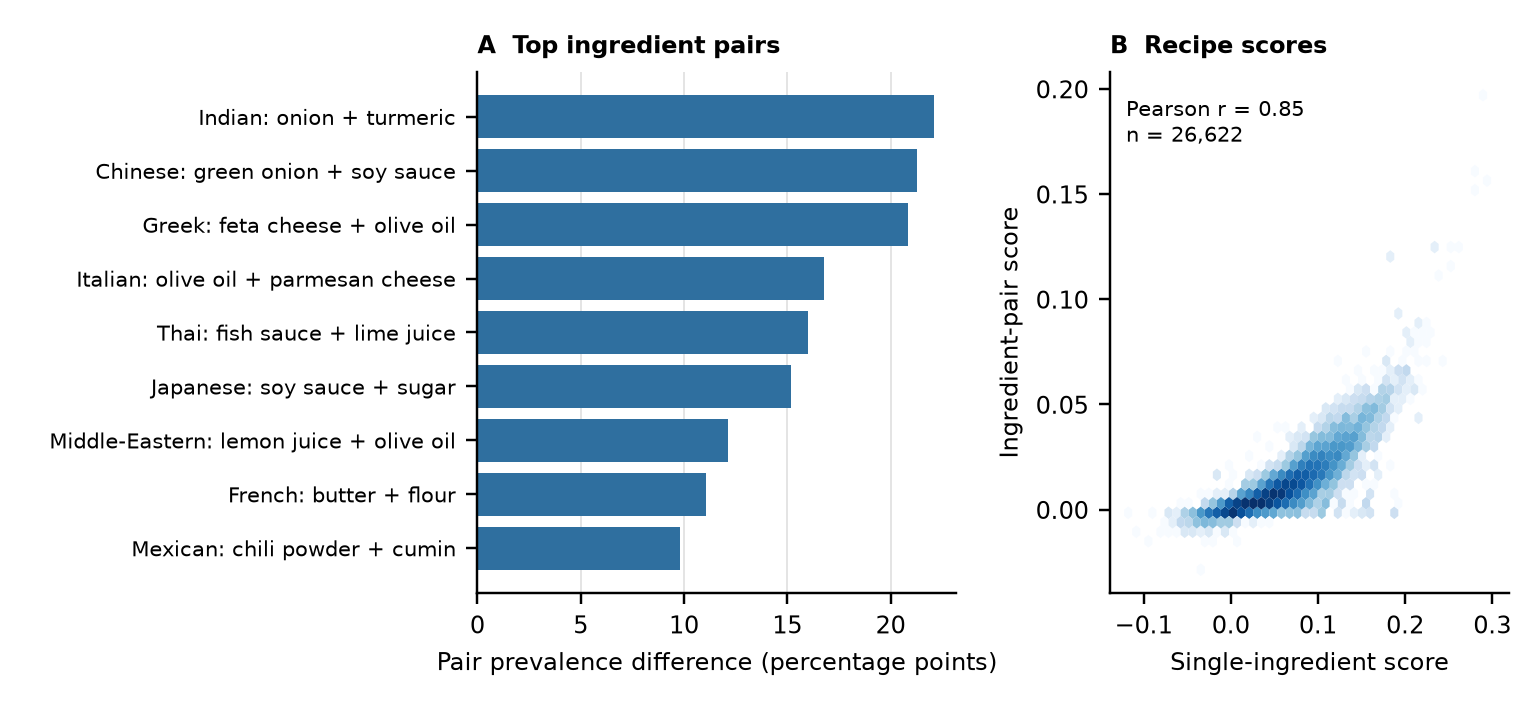 A Top ingredient pairs
Indian: onion + turmeric
Chinese: green onion + soy sauce
Greek: feta cheese + olive oil
Italian: olive oil + parmesan cheese
Thai: fish sauce + lime juice
Japanese: soy sauce + sugar
Middle-Eastern: lemon juice + olive oil
French: butter + flour
Mexican: chili powder + cumin
0 5 10 15 20
Pair prevalence difference (percentage points)
B Recipe scores
Pearson r = 0.85
n = 26,622
Ingredient-pair score
0.20
0.15
0.10
0.05
0.00
−0.1 0.0 0.1 0.2 0.3
Single-ingredient score